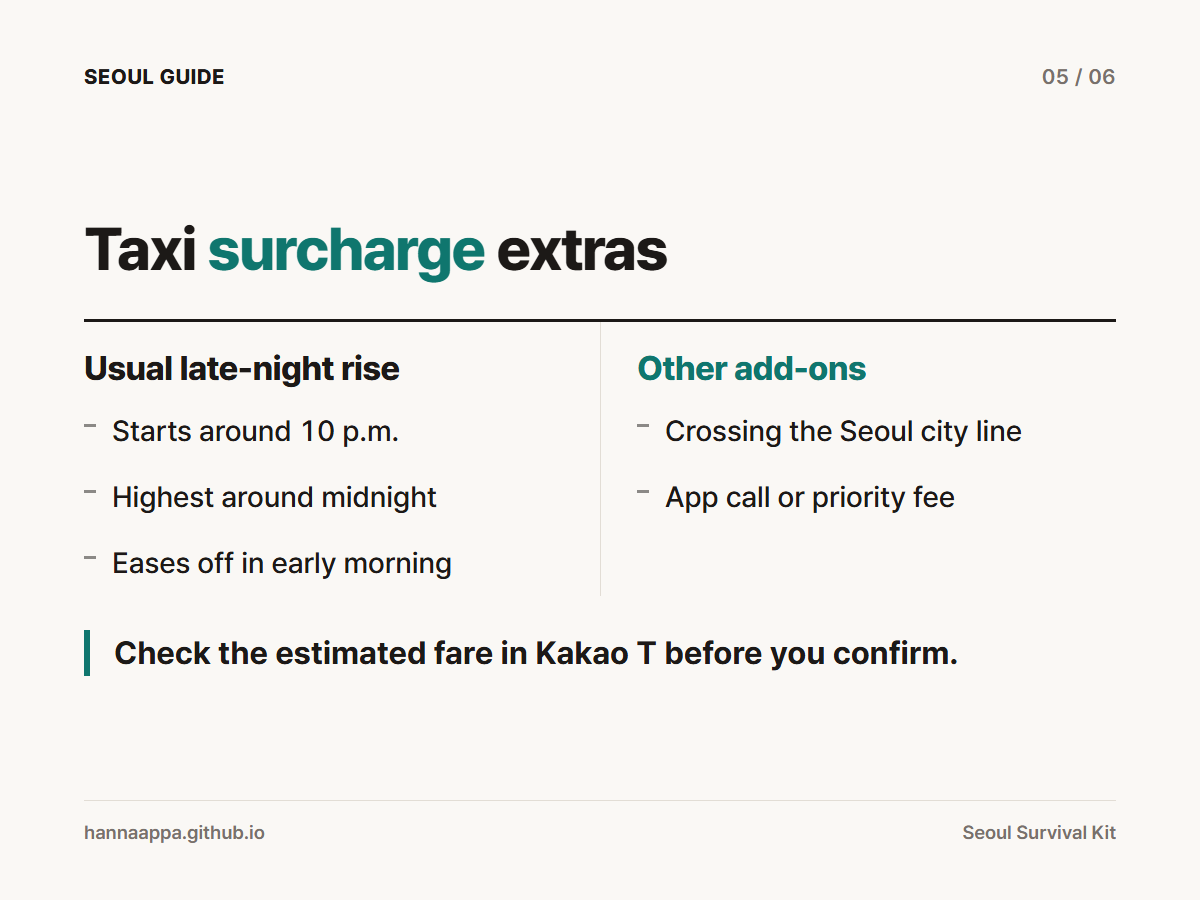 SEOUL GUIDE
05 / 06
Taxi surcharge extras
Usual late-night rise
– Starts around 10 p.m.
– Highest around midnight
– Eases off in early morning
Other add-ons
– Crossing the Seoul city line
– App call or priority fee
Check the estimated fare in Kakao T before you confirm.
hannaappa.github.io
Seoul Survival Kit